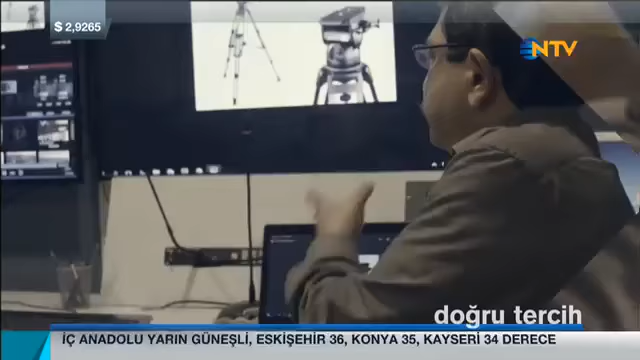 $ 2,9265
NTV
doğru tercih
İÇ ANADOLU YARIN GÜNEŞLİ, ESKİŞEHİR 36, KONYA 35, KAYSERİ 34 DERECE